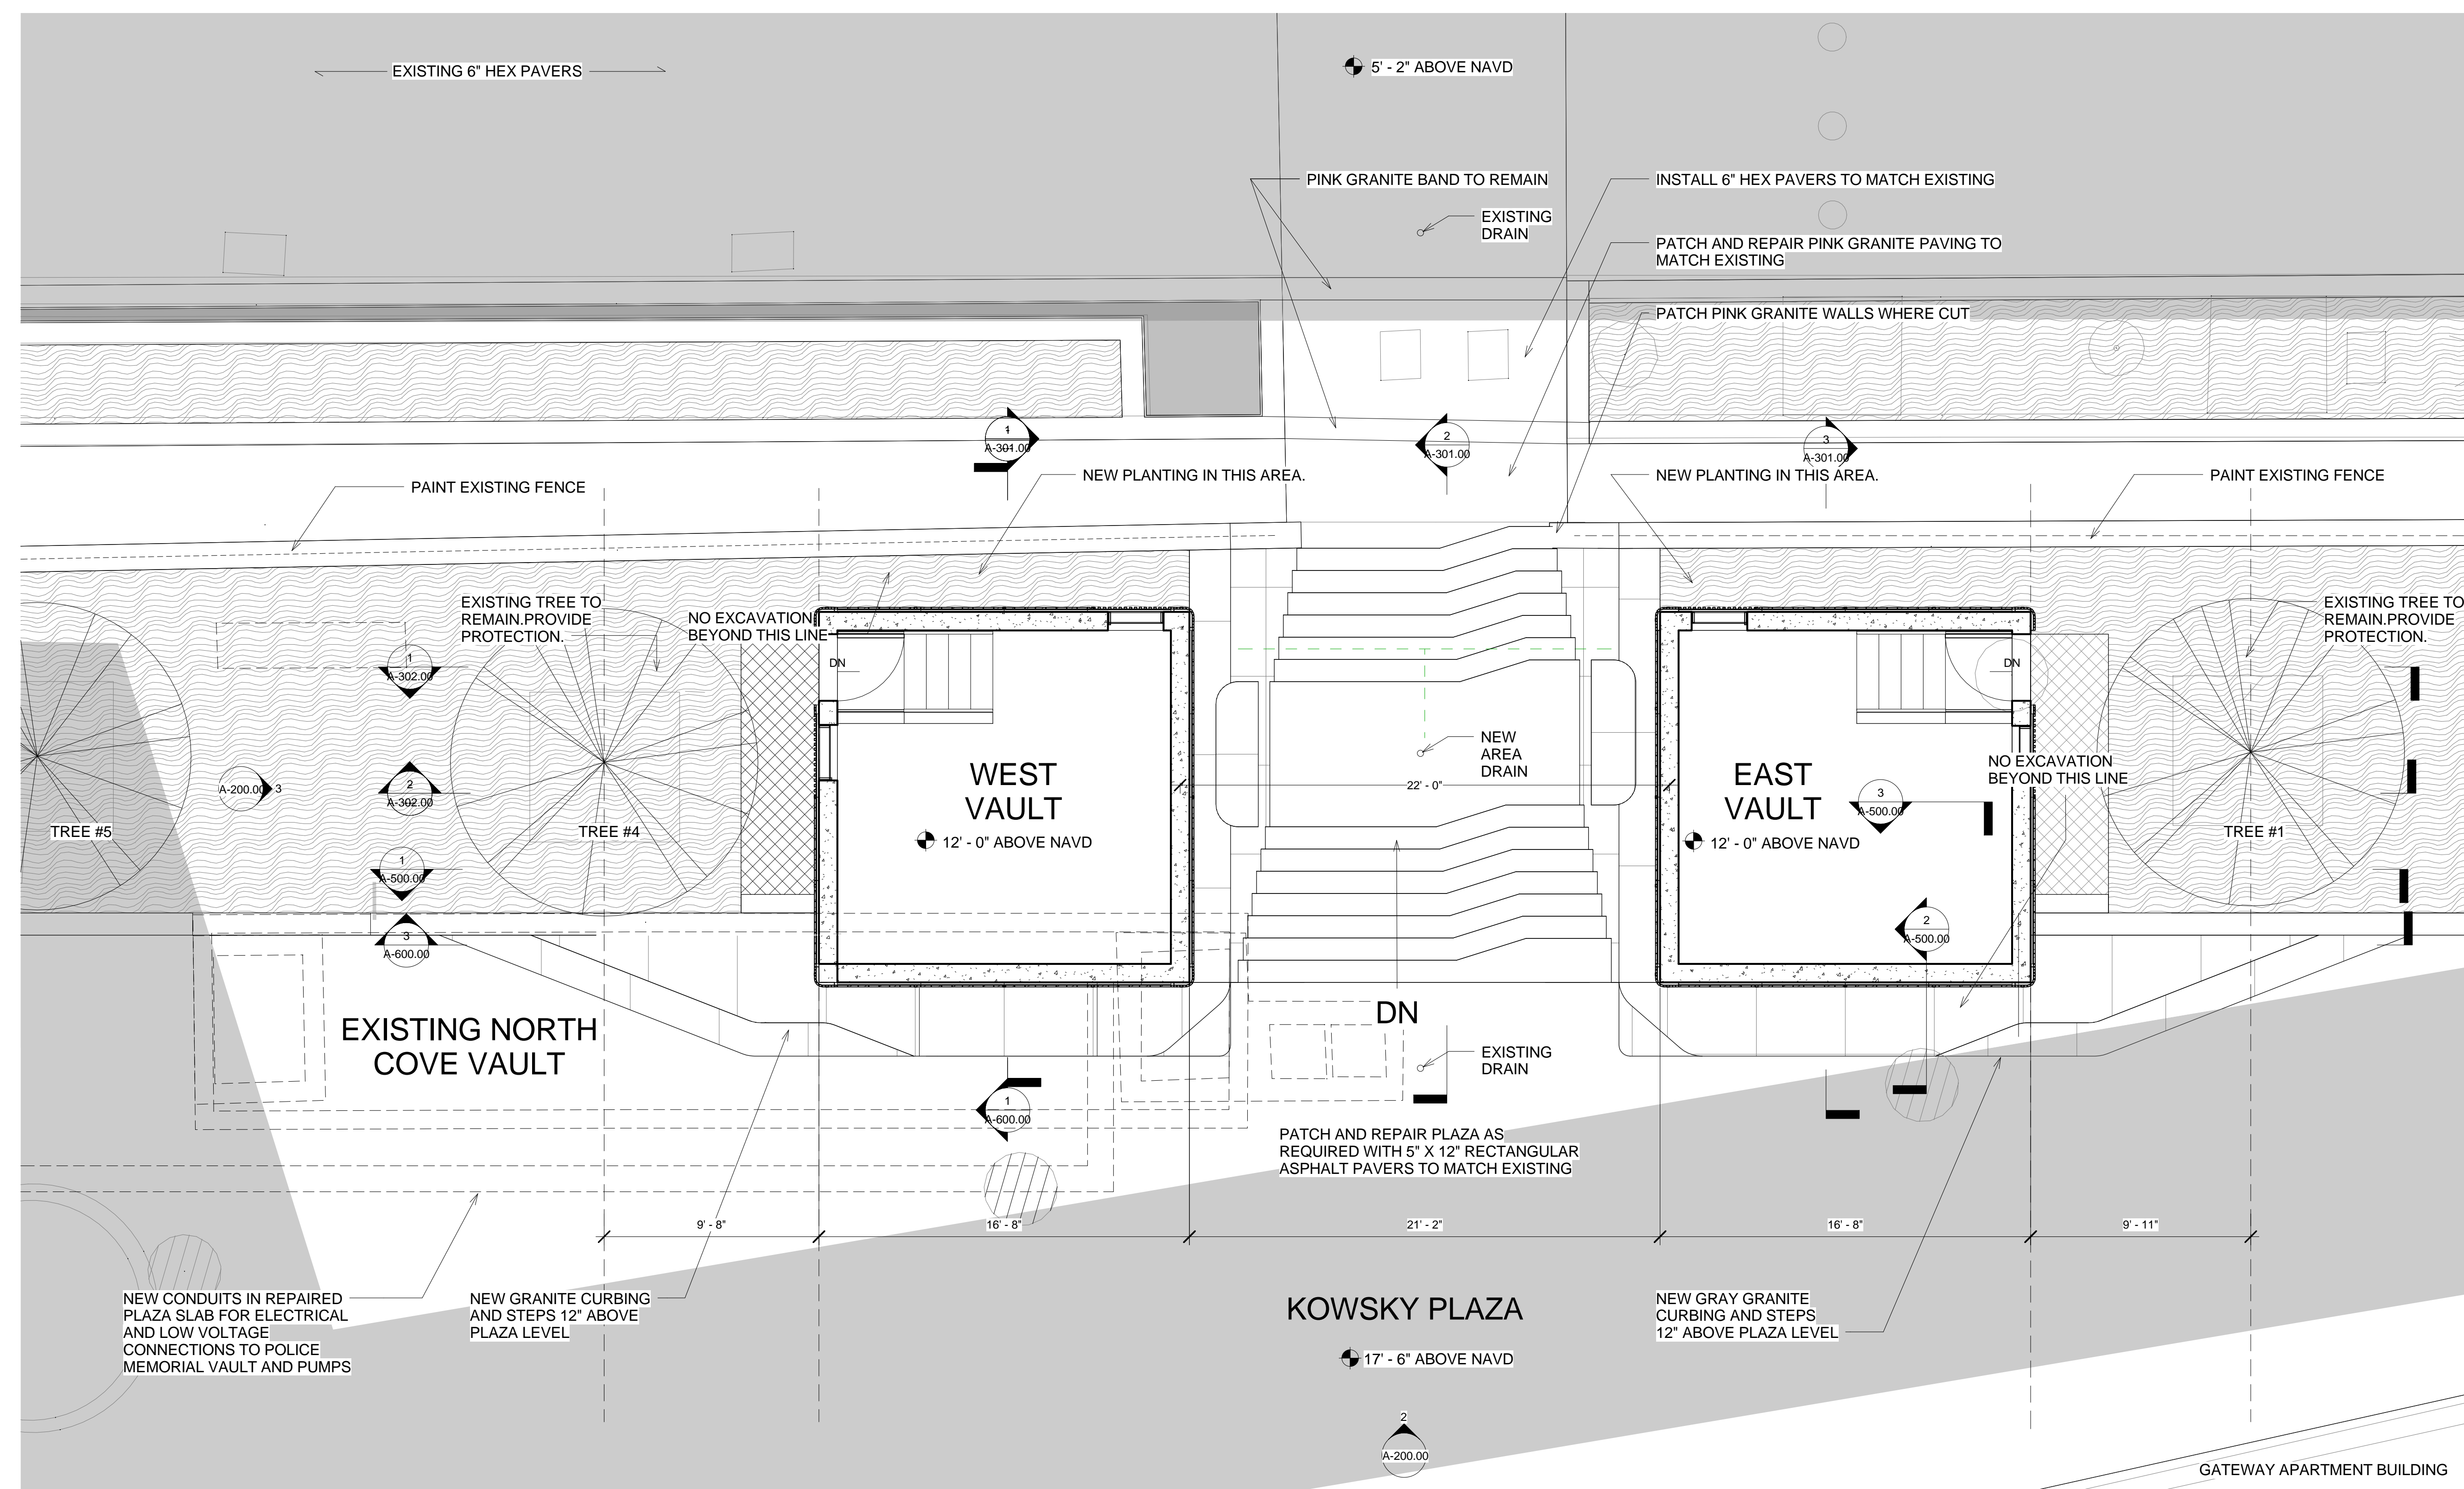 EXISTING 6" HEX PAVERS
5' - 2" ABOVE NAVD
PINK GRANITE BAND TO REMAIN
INSTALL 6" HEX PAVERS TO MATCH EXISTING
EXISTING
DRAIN
PATCH AND REPAIR PINK GRANITE PAVING TO
MATCH EXISTING
PATCH PINK GRANITE WALLS WHERE CUT
1
A-301.00
2
A-301.00
3
A-301.00
PAINT EXISTING FENCE
NEW PLANTING IN THIS AREA.
NEW PLANTING IN THIS AREA.
PAINT EXISTING FENCE
EXISTING TREE TO
REMAIN.PROVIDE
PROTECTION.
NO EXCAVATION
BEYOND THIS LINE
EXISTING TREE TO
REMAIN.PROVIDE
PROTECTION.
1
A-302.00
DN
DN
2
A-302.00
A-200.00
3
TREE #5
TREE #4
WEST
VAULT
12' - 0" ABOVE NAVD
NEW
AREA
DRAIN
22' - 0"
EAST
VAULT
12' - 0" ABOVE NAVD
3
A-500.00
NO EXCAVATION
BEYOND THIS LINE
TREE #1
1
A-500.00
3
A-600.00
2
A-500.00
EXISTING NORTH
COVE VAULT
DN
EXISTING
DRAIN
1
A-600.00
PATCH AND REPAIR PLAZA AS
REQUIRED WITH 5" X 12" RECTANGULAR
ASPHALT PAVERS TO MATCH EXISTING
9' - 8"
16' - 8"
21' - 2"
16' - 8"
9' - 11"
NEW CONDUITS IN REPAIRED
PLAZA SLAB FOR ELECTRICAL
AND LOW VOLTAGE
CONNECTIONS TO POLICE
MEMORIAL VAULT AND PUMPS
NEW GRANITE CURBING
AND STEPS 12" ABOVE
PLAZA LEVEL
KOWSKY PLAZA
17' - 6" ABOVE NAVD
NEW GRAY GRANITE
CURBING AND STEPS
12" ABOVE PLAZA LEVEL
2
A-200.00
GATEWAY APARTMENT BUILDING